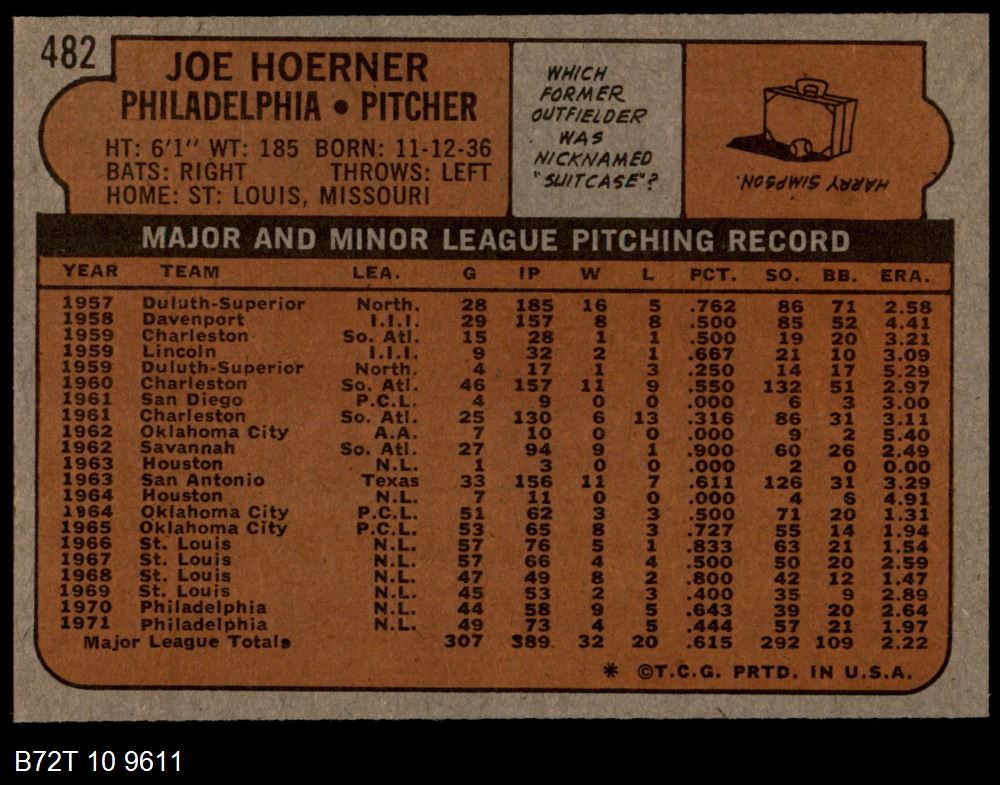 482
JOE HOERNER
PHILADELPHIA • PITCHER
HT: 6'1" WT: 185 BORN: 11-12-36
BATS: RIGHT THROWS: LEFT
HOME: ST: LOUIS, MISSOURI
WHICH
FORMER
OUTFIELDER
WAS
NICKNAMED
"SUITCASE"?
HARRY SIMPSON.
MAJOR AND MINOR LEAGUE PITCHING RECORD
YEAR TEAM LEA. G IP W L PCT. SO. BB. ERA.
1957 Duluth-Superior North. 28 185 16 5 .762 86 71 2.58
1958 Davenport I.I.I. 29 157 8 8 .500 85 52 4.41
1959 Charleston So. Atl. 15 28 1 1 .500 19 20 3.21
1959 Lincoln I.I.I. 9 32 2 1 .667 21 10 3.09
1959 Duluth-Superior North. 4 17 1 3 .250 14 17 5.29
1960 Charleston So. Atl. 46 157 11 9 .550 132 51 2.97
1961 San Diego P.C.L. 4 9 0 0 .000 6 3 3.00
1961 Charleston So. Atl. 25 130 6 13 .316 86 31 3.11
1962 Oklahoma City A.A. 7 10 0 0 .000 9 2 5.40
1962 Savannah So. Atl. 27 94 9 1 .900 60 26 2.49
1963 Houston N.L. 1 3 0 0 .000 2 0 0.00
1963 San Antonio Texas 33 156 11 7 .611 126 31 3.29
1964 Houston N.L. 7 11 0 0 .000 4 6 4.91
1964 Oklahoma City P.C.L. 51 62 3 3 .500 71 20 1.31
1965 Oklahoma City P.C.L. 53 65 8 3 .727 55 14 1.94
1966 St. Louis N.L. 57 76 5 1 .833 63 21 1.54
1967 St. Louis N.L. 57 66 4 4 .500 50 20 2.59
1968 St. Louis N.L. 47 49 8 2 .800 42 12 1.47
1969 St. Louis N.L. 45 53 2 3 .400 35 9 2.89
1970 Philadelphia N.L. 44 58 9 5 .643 39 20 2.64
1971 Philadelphia N.L. 49 73 4 5 .444 57 21 1.97
Major League Totals 307 389 32 20 .615 292 109 2.22
* ©T.C.G. PRTD. IN U.S.A.
B72T 10 9611